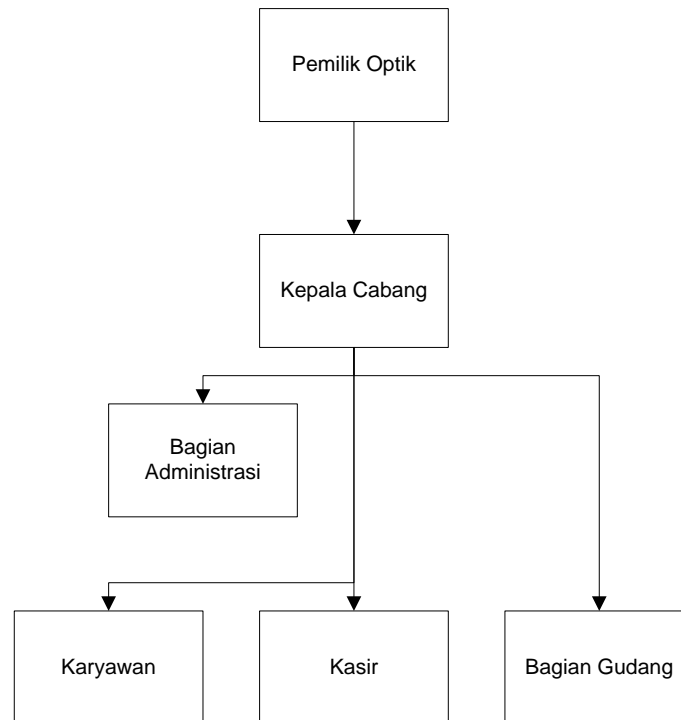 Pemilik Optik
Kepala Cabang
Bagian
Administrasi
Karyawan
Kasir
Bagian Gudang